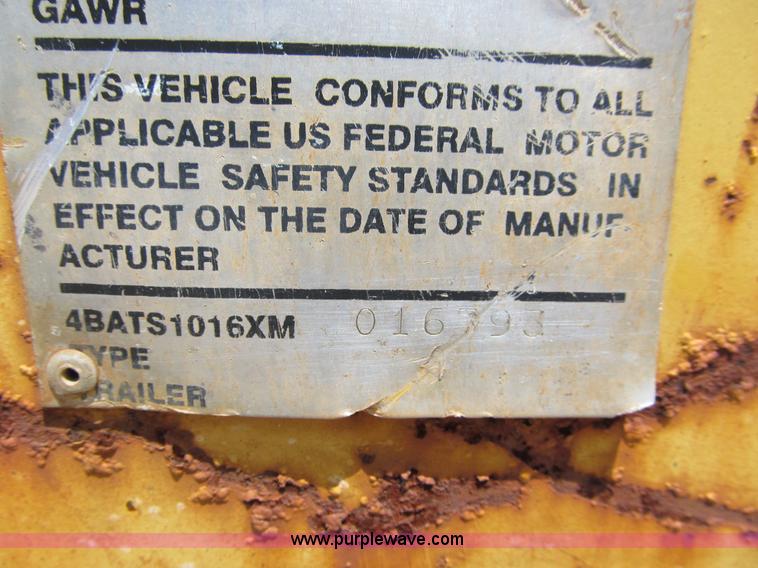 GAWR
THIS VEHICLE CONFORMS TO ALL
APPLICABLE US FEDERAL MOTOR
VEHICLE SAFETY STANDARDS IN
EFFECT ON THE DATE OF MANUF-
ACTURER
4BATS1016XM 016393
TYPE
TRAILER
www.purplewave.com